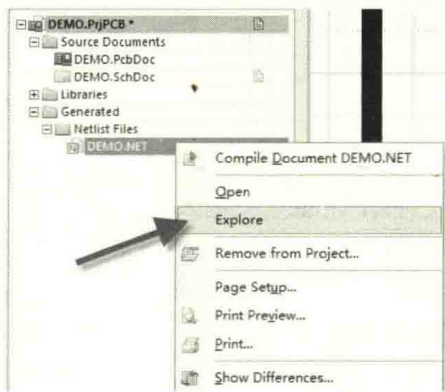 DEMO.PrjPCB *
Source Documents
DEMO.PcbDoc
DEMO.SchDoc
Libraries
Generated
Netlist Files
DEMO.NET
Compile Document DEMO.NET
Open
Explore
Remove from Project...
Page Setup...
Print Preview...
Print...
Show Differences...